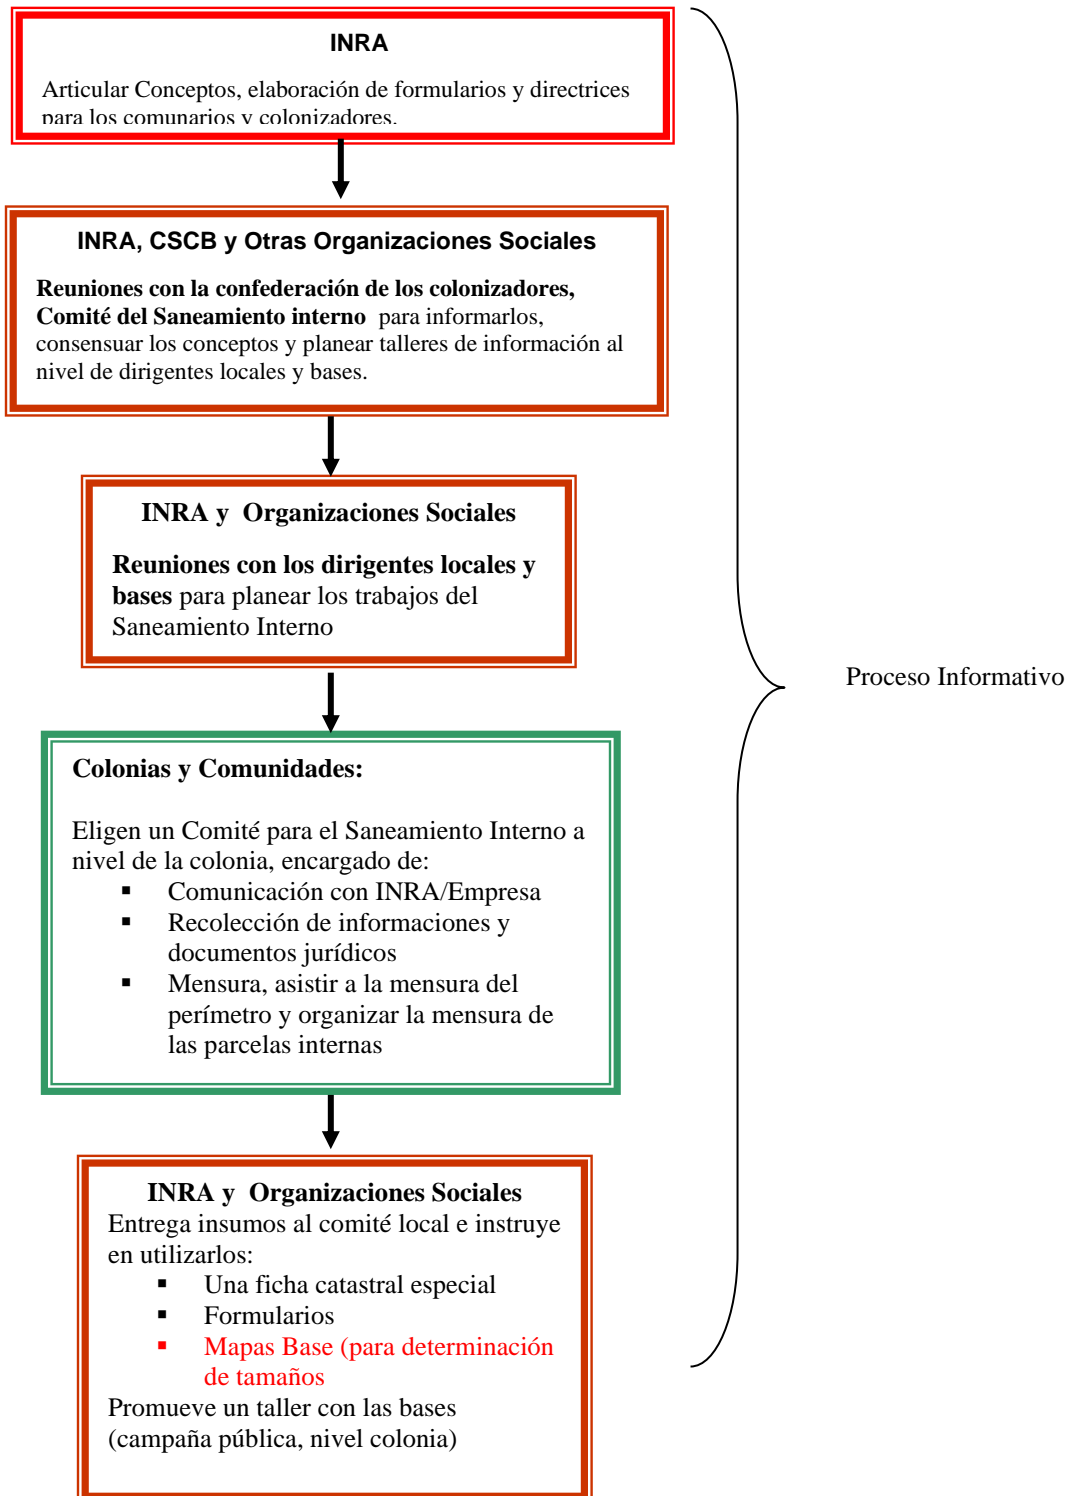 INRA
Articular Conceptos, elaboración de formularios y directrices
para los comunarios y colonizadores.
INRA, CSCB y Otras Organizaciones Sociales
Reuniones con la confederación de los colonizadores,
Comité del Saneamiento interno para informarlos,
consensuar los conceptos y planear talleres de información al
nivel de dirigentes locales y bases.
INRA y Organizaciones Sociales
Reuniones con los dirigentes locales y
bases para planear los trabajos del
Saneamiento Interno
Proceso Informativo
Colonias y Comunidades:
Eligen un Comité para el Saneamiento Interno a
nivel de la colonia, encargado de:
▪ Comunicación con INRA/Empresa
▪ Recolección de informaciones y
documentos jurídicos
▪ Mensura, asistir a la mensura del
perímetro y organizar la mensura de
las parcelas internas
INRA y Organizaciones Sociales
Entrega insumos al comité local e instruye
en utilizarlos:
▪ Una ficha catastral especial
▪ Formularios
▪ Mapas Base (para determinación
de tamaños
Promueve un taller con las bases
(campaña pública, nivel colonia)